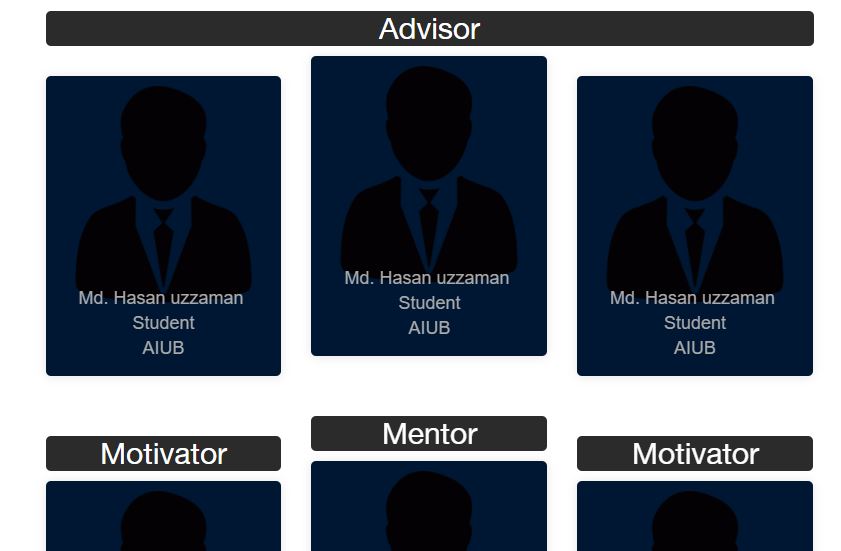 Advisor
Md. Hasan uzzaman
Student
AIUB
Md. Hasan uzzaman
Student
AIUB
Md. Hasan uzzaman
Student
AIUB
Motivator
Mentor
Motivator